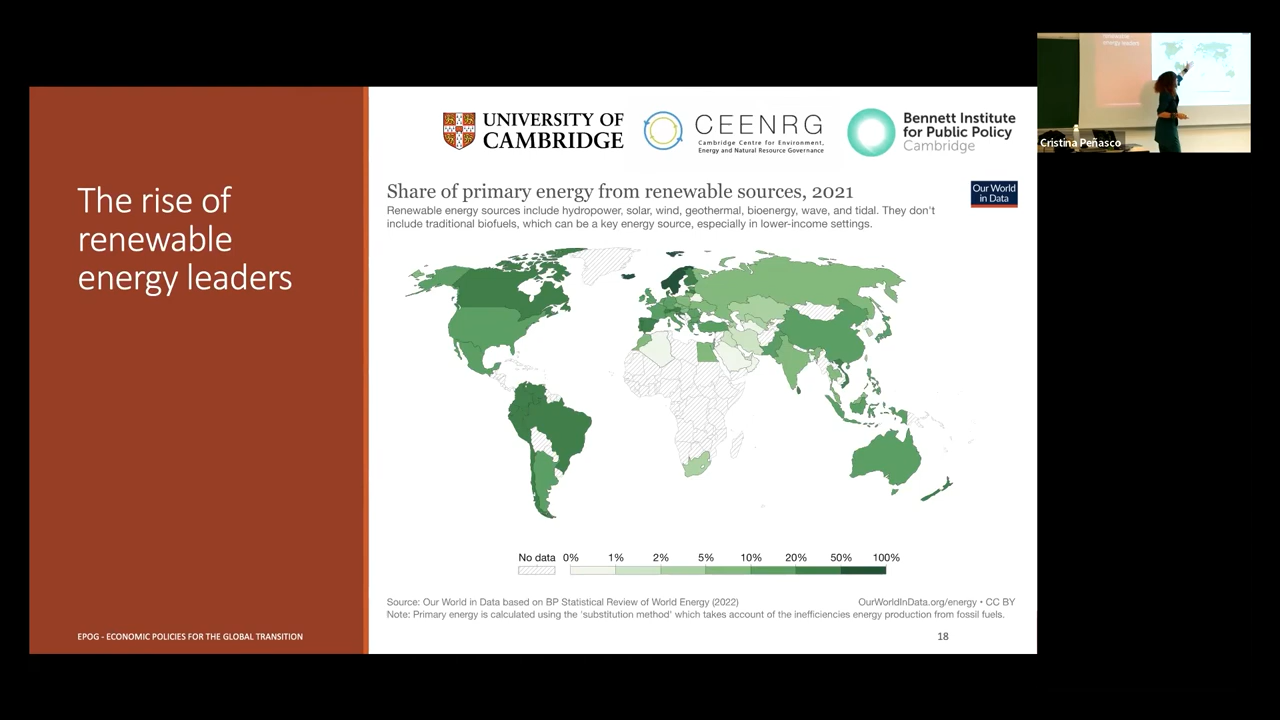 The rise of
renewable
energy leaders
EPOG - ECONOMIC POLICIES FOR THE GLOBAL TRANSITION
UNIVERSITY OF
CAMBRIDGE
CEENRG
Cambridge Centre for Environment,
Energy and Natural Resource Governance
Bennett Institute
for Public Policy
Cambridge
Share of primary energy from renewable sources, 2021
Renewable energy sources include hydropower, solar, wind, geothermal, bioenergy, wave, and tidal. They don't
include traditional biofuels, which can be a key energy source, especially in lower-income settings.
Our World
in Data
No data 0% 1% 2% 5% 10% 20% 50% 100%
Source: Our World in Data based on BP Statistical Review of World Energy (2022)
OurWorldInData.org/energy • CC BY
Note: Primary energy is calculated using the 'substitution method' which takes account of the inefficiencies energy production from fossil fuels.
18
energy leaders
Cristina Peñasco